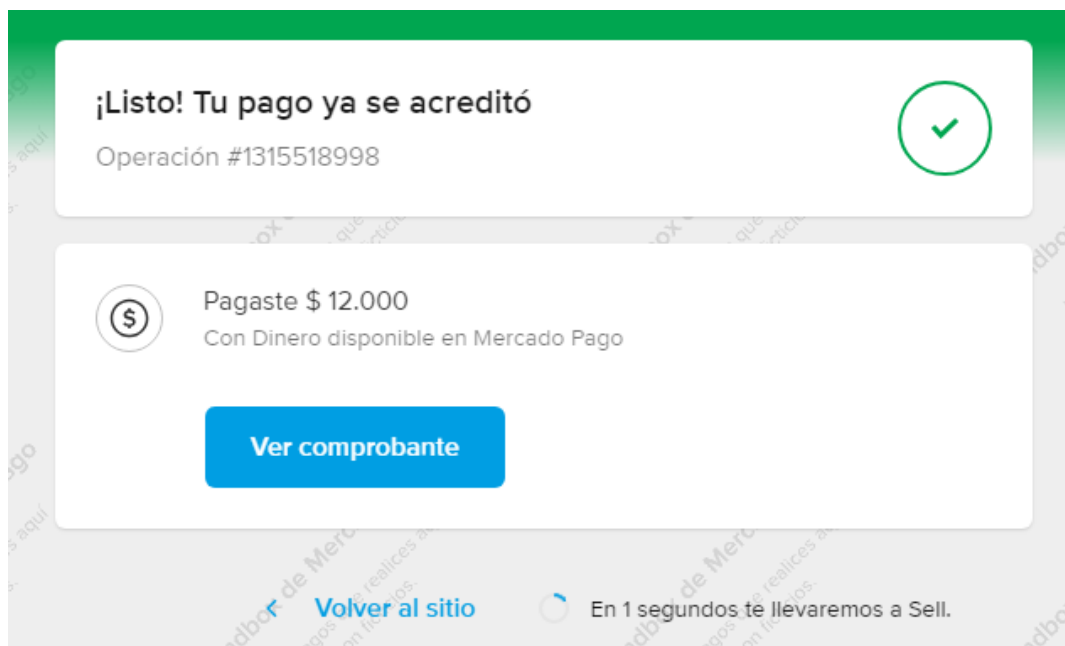 ¡Listo! Tu pago ya se acreditó
Operación #1315518998
Pagaste $ 12.000
Con Dinero disponible en Mercado Pago
Ver comprobante
Volver al sitio
En 1 segundos te llevaremos a Sell.